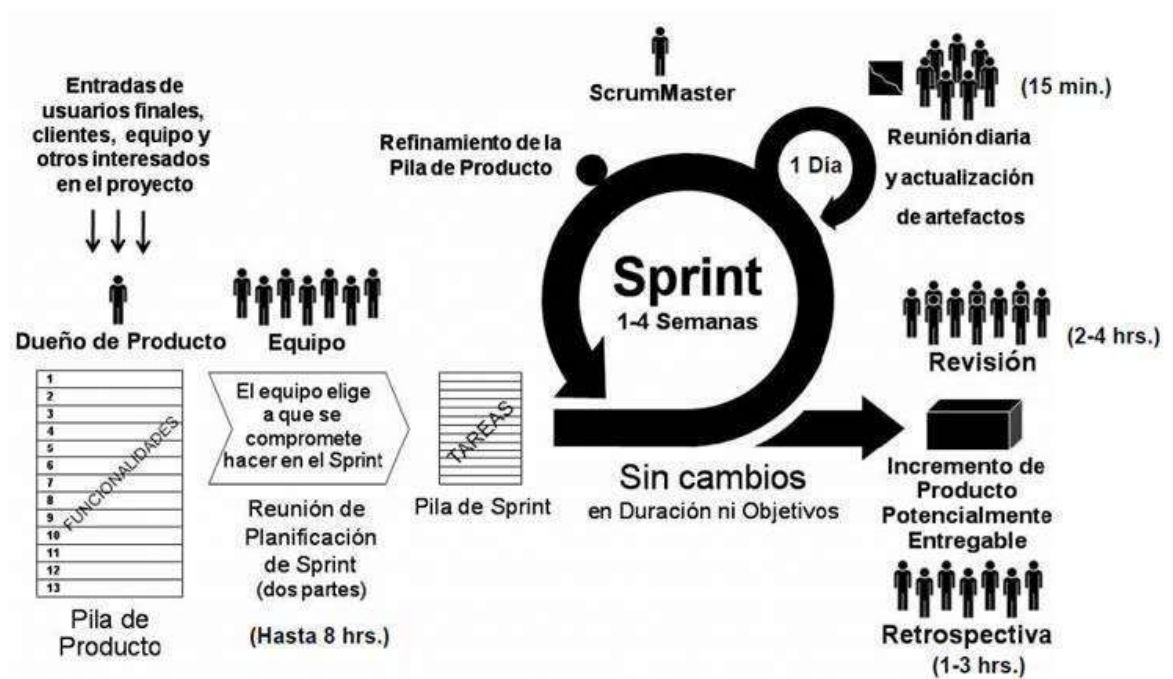 Entradas de
usuarios finales,
clientes, equipo y
otros interesados
en el proyecto
Dueño de Producto
1
2
3
4
5
6
7
8
9
10
11
12
13
FUNCIONALIDADES
Pila de
Producto
Equipo
El equipo elige
a que se
compromete
hacer en el Sprint
Reunión de
Planificación
de Sprint
(dos partes)
(Hasta 8 hrs.)
TAREAS
Pila de Sprint
ScrumMaster
Refinamiento de la
Pila de Producto
1 Día
Sprint
1-4 Semanas
Sin cambios
en Duración ni Objetivos
(15 min.)
Reunión diaria
y actualización
de artefactos
(2-4 hrs.)
Revisión
Incremento de
Producto
Potencialmente
Entregable
Retrospectiva
(1-3 hrs.)